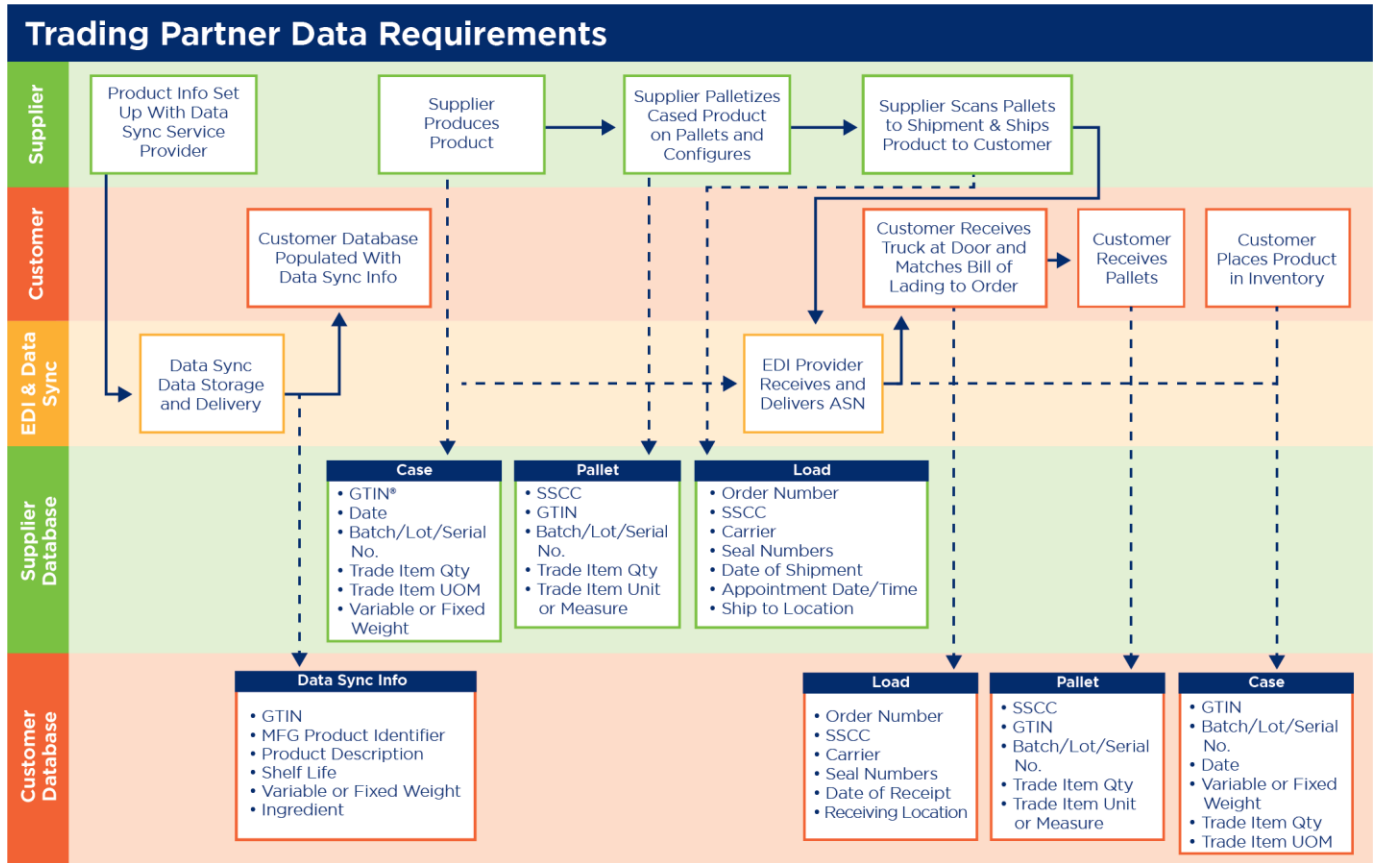 Trading Partner Data Requirements
Supplier
Product Info Set
Up With Data
Sync Service
Provider
Supplier
Produces
Product
Supplier Palletizes
Cased Product
on Pallets and
Configures
Supplier Scans Pallets
to Shipment & Ships
Product to Customer
Customer
Customer Database
Populated With
Data Sync Info
Customer Receives
Truck at Door and
Matches Bill of
Lading to Order
Customer
Receives
Pallets
Customer
Places Product
in Inventory
EDI & Data
Sync
Data Sync
Data Storage
and Delivery
EDI Provider
Receives and
Delivers ASN
Supplier
Database
Case
• GTIN®
• Date
• Batch/Lot/Serial
No.
• Trade Item Qty
• Trade Item UOM
• Variable or Fixed
Weight
Pallet
• SSCC
• GTIN
• Batch/Lot/Serial
No.
• Trade Item Qty
• Trade Item Unit
or Measure
Load
• Order Number
• SSCC
• Carrier
• Seal Numbers
• Date of Shipment
• Appointment Date/Time
• Ship to Location
Customer
Database
Data Sync Info
• GTIN
• MFG Product Identifier
• Product Description
• Shelf Life
• Variable or Fixed Weight
• Ingredient
Load
• Order Number
• SSCC
• Carrier
• Seal Numbers
• Date of Receipt
• Receiving Location
Pallet
• SSCC
• GTIN
• Batch/Lot/Serial
No.
• Trade Item Qty
• Trade Item Unit
or Measure
Case
• GTIN
• Batch/Lot/Serial
No.
• Date
• Variable or Fixed
Weight
• Trade Item Qty
• Trade Item UOM